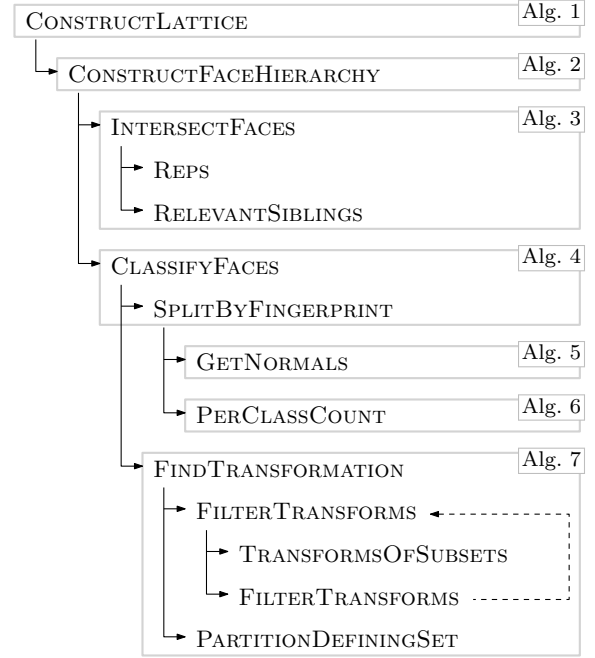 CONSTRUCTLATTICE Alg. 1
CONSTRUCTFACEHIERARCHY Alg. 2
INTERSECTFACES Alg. 3
REPS
RELEVANTSIBLINGS
CLASSIFYFACES Alg. 4
SPLITBYFINGERPRINT
GETNORMALS Alg. 5
PERCLASSCOUNT Alg. 6
FINDTRANSFORMATION Alg. 7
FILTERTRANSFORMS
TRANSFORMSOFSUBSETS
FILTERTRANSFORMS
PARTITIONDEFININGSET